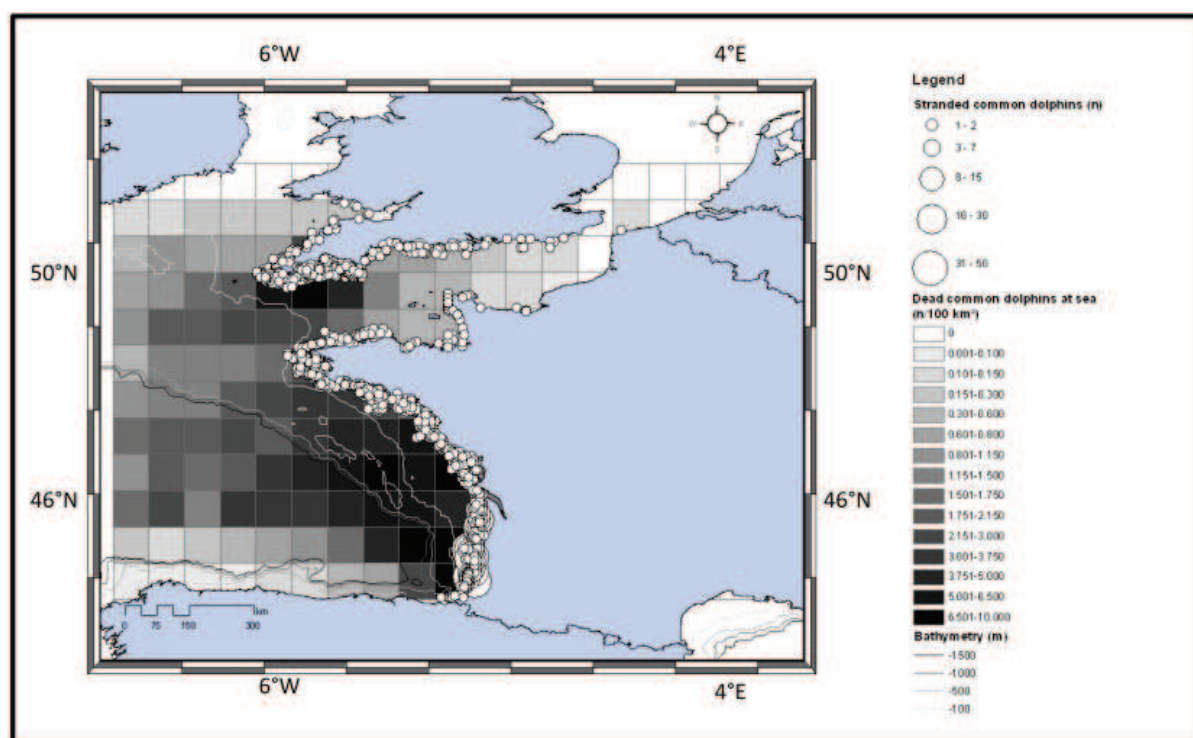 6°W 4°E
Legend
Stranded common dolphins (n)
1 - 2
3 - 7
8 - 15
16 - 30
31 - 50
50°N 50°N
Dead common dolphins at sea
(n/100 km²)
0
0.001-0.100
0.101-0.150
0.151-0.300
0.301-0.600
0.601-0.800
0.801-1.150
1.151-1.500
1.501-1.750
1.751-2.150
2.151-3.000
3.001-3.750
3.751-5.000
5.001-6.500
6.501-10.000
46°N 46°N
Bathymetry (m)
-1500
-1000
-500
-100
km
0 75 150 300
6°W 4°E
N
W E
S